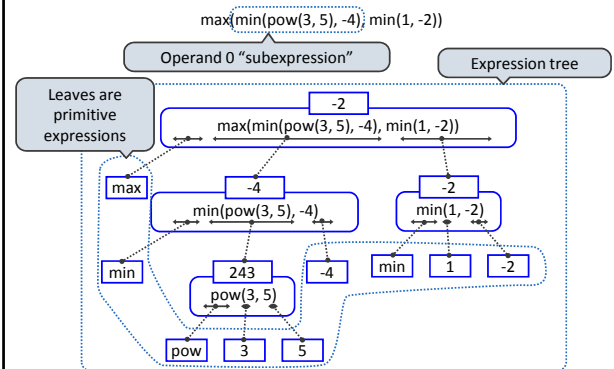 max(min(pow(3, 5), -4), min(1, -2))
Operand 0 “subexpression”
Expression tree
Leaves are
primitive
expressions
-2
max(min(pow(3, 5), -4), min(1, -2))
max
-4
min(pow(3, 5), -4)
-2
min(1, -2)
min
243
pow(3, 5)
-4
min
1
-2
pow
3
5